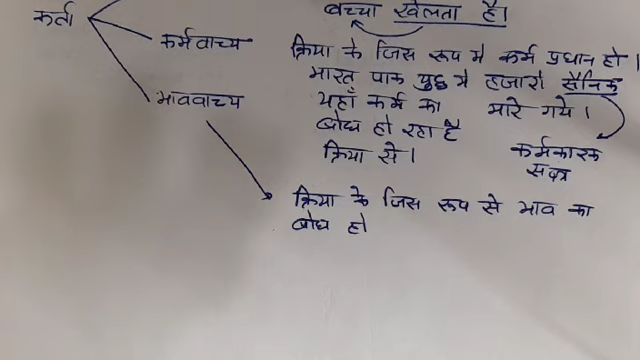 बच्चा खेलता है।
कर्ता
कर्मवाच्य
क्रिया के जिस रूप में कर्म प्रधान हो।
भारत पाक युद्ध में हजारो सैनिक
मारे गये।
भाववाच्य
यहाँ कर्म का
बोध हो रहा है
क्रिया से।
कर्मकारक
क्रिया के जिस रूप से भाव का
बोध हो